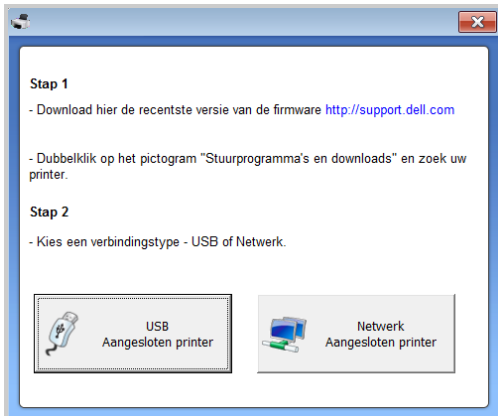 Stap 1
- Download hier de recentste versie van de firmware http://support.dell.com
- Dubbelklik op het pictogram "Stuurprogramma's en downloads" en zoek uw
printer.
Stap 2
- Kies een verbindingstype - USB of Netwerk.
USB
Aangesloten printer
Netwerk
Aangesloten printer